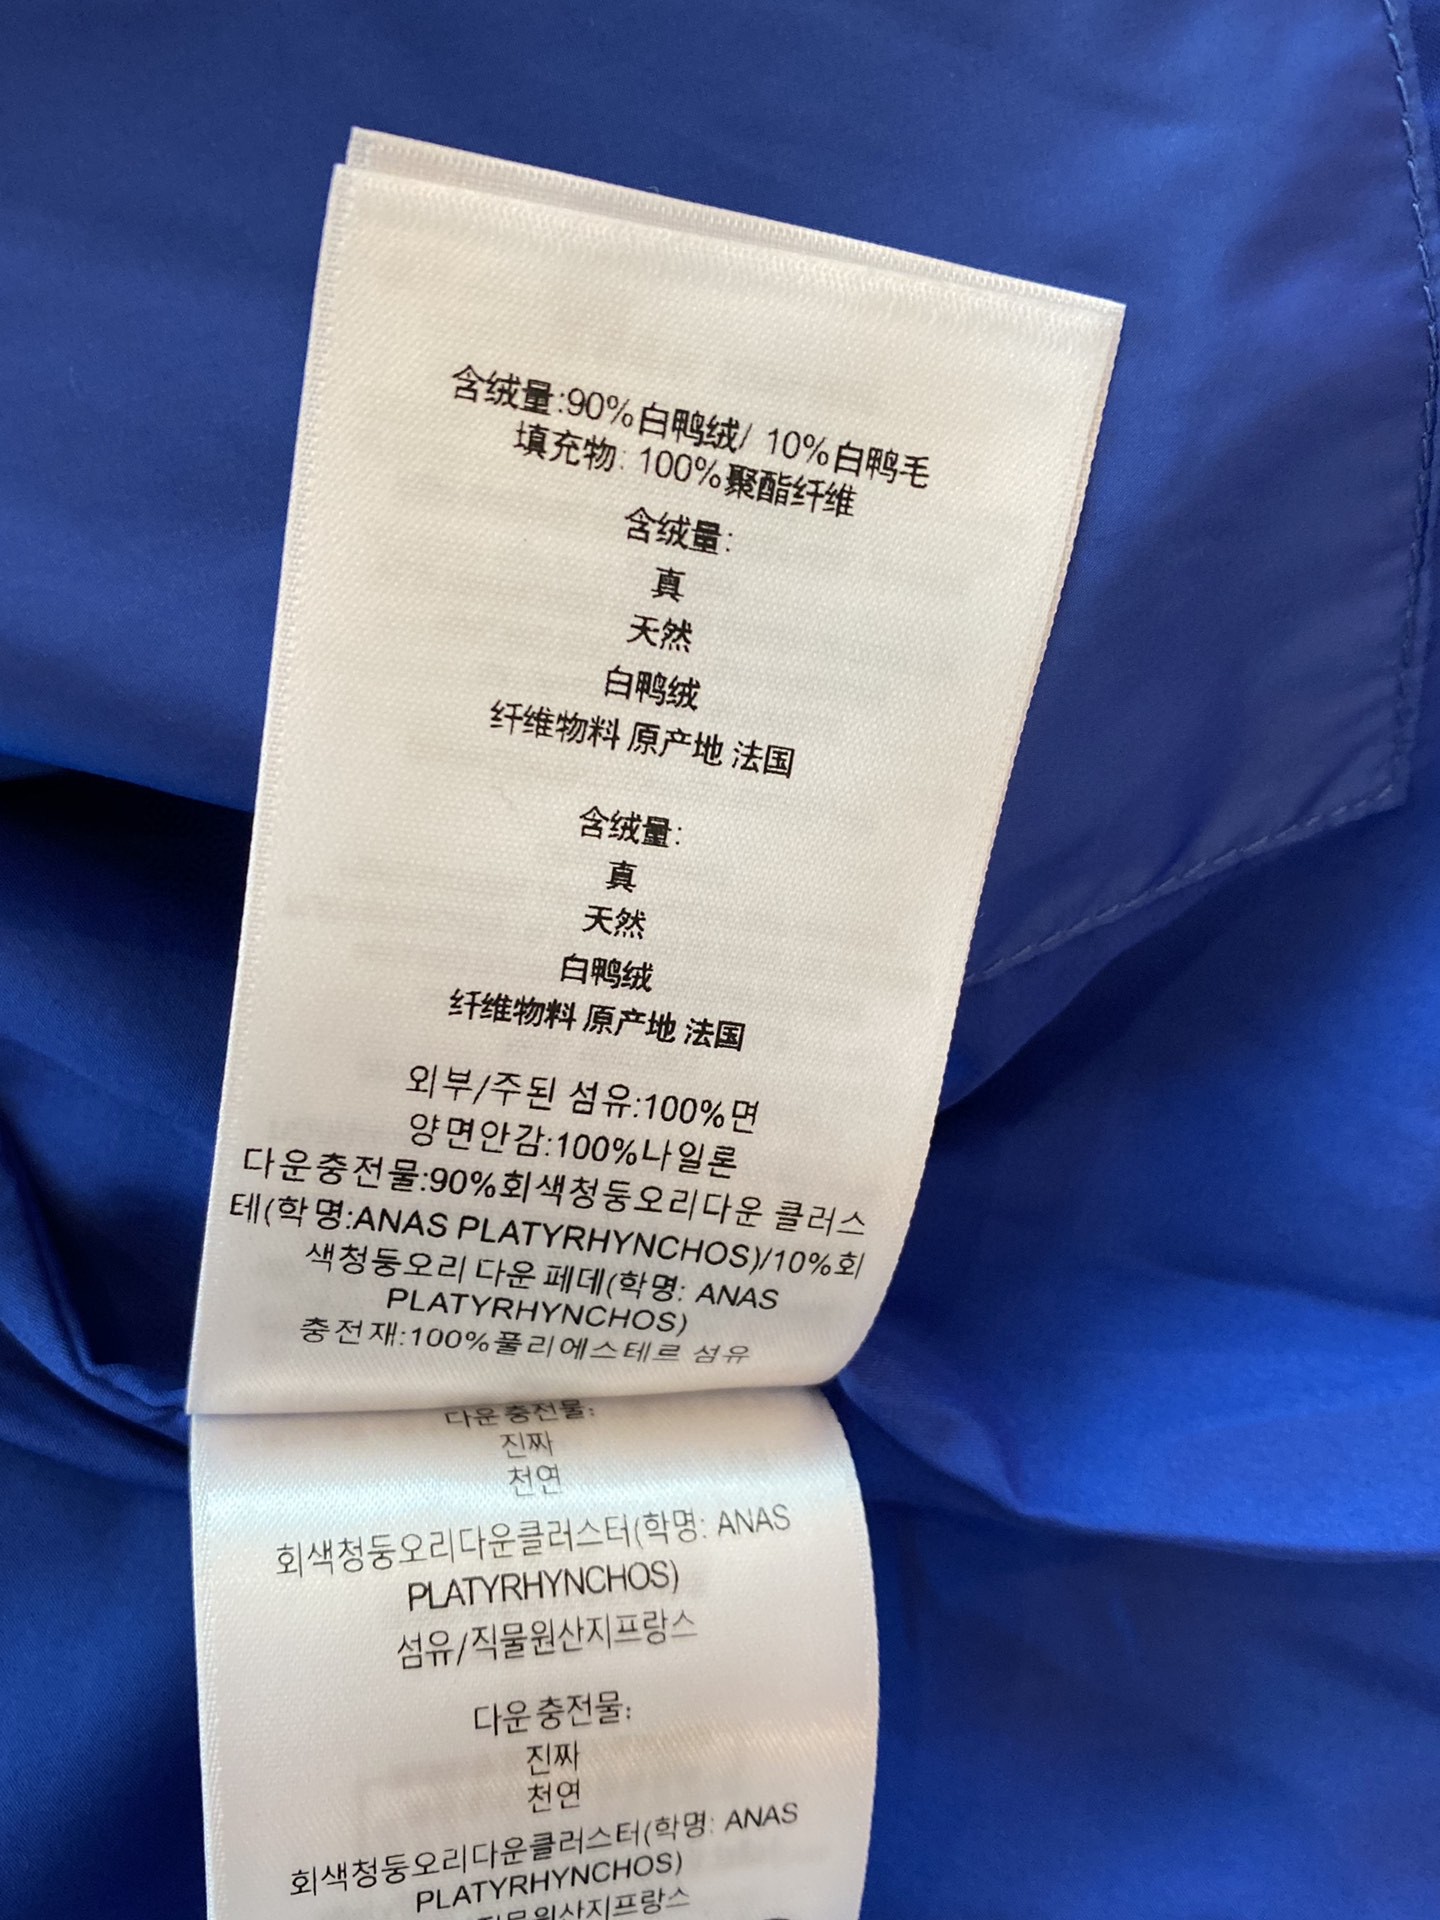 含绒量:90%白鸭绒/ 10%白鸭毛
填充物: 100%聚酯纤维
含绒量:
真
天然
白鸭绒
纤维物料 原产地 法国
含绒量:
真
天然
白鸭绒
纤维物料 原产地 法国
외부/주된 섬유:100%면
양면안감:100%나일론
다운충전물:90%회색청둥오리다운 클러스
테(학명:ANAS PLATYRHYNCHOS)/10%회
색청둥오리 다운 페데(학명: ANAS
PLATYRHYNCHOS)
충전재:100%폴리에스테르 섬유
다운충전물:
진짜
천연
회색청둥오리다운클러스터(학명: ANAS
PLATYRHYNCHOS)
섬유/직물원산지프랑스
다운충전물:
진짜
천연
회색청둥오리다운클러스터(학명: ANAS
PLATYRHYNCHOS)
직물원산지프랑스